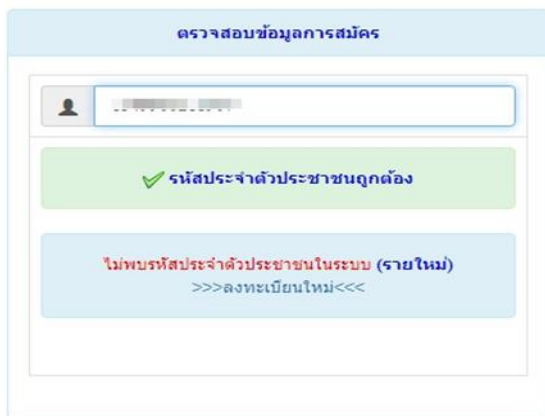 ตรวจสอบข้อมูลการสมัคร
รหัสประจำตัวประชาชนถูกต้อง
ไม่พบรหัสประจำตัวประชาชนในระบบ (รายใหม่)
>>>ลงทะเบียนใหม่<<<